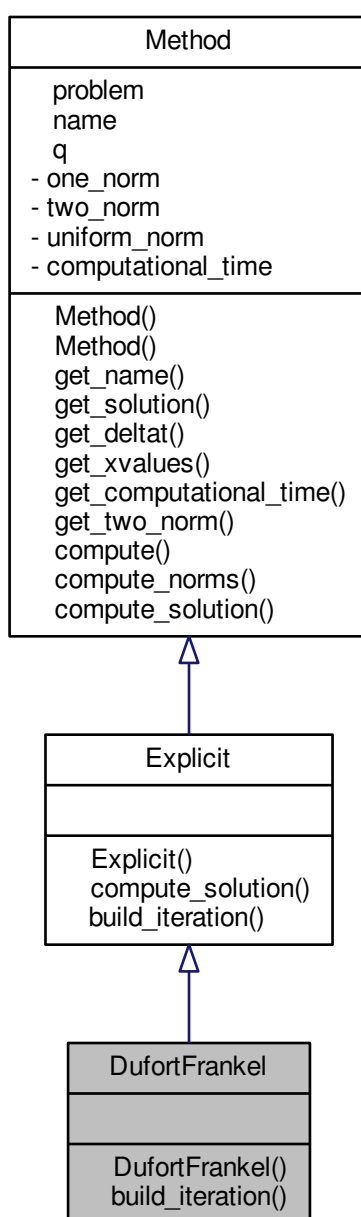 Method
problem
name
q
- one_norm
- two_norm
- uniform_norm
- computational_time
Method()
Method()
get_name()
get_solution()
get_deltat()
get_xvalues()
get_computational_time()
get_two_norm()
compute()
compute_norms()
compute_solution()
Explicit
Explicit()
compute_solution()
build_iteration()
DufortFrankel
DufortFrankel()
build_iteration()